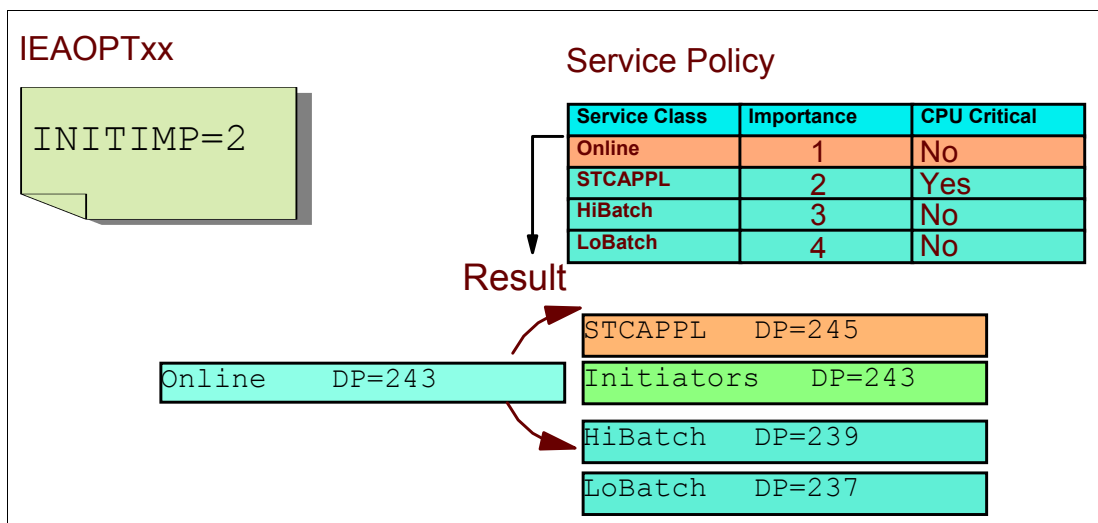 IEAOPTxx
INITIMP=2
Service Policy
Service Class Importance CPU Critical
Online 1 No
STCAPPL 2 Yes
HiBatch 3 No
LoBatch 4 No
Result
STCAPPL DP=245
Online DP=243
Initiators DP=243
HiBatch DP=239
LoBatch DP=237